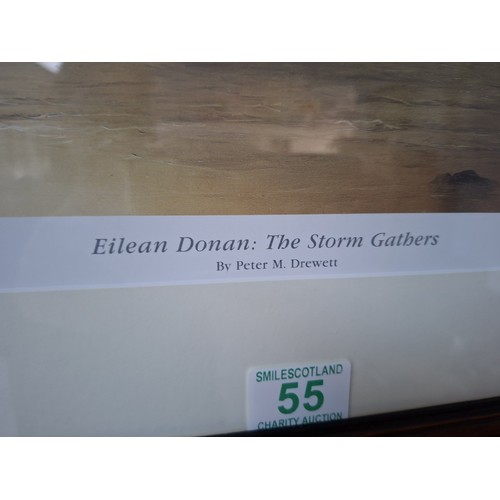 Eilean Donan: The Storm Gathers
By Peter M. Drewett
SMILESCOTLAND
55
CHARITY AUCTION